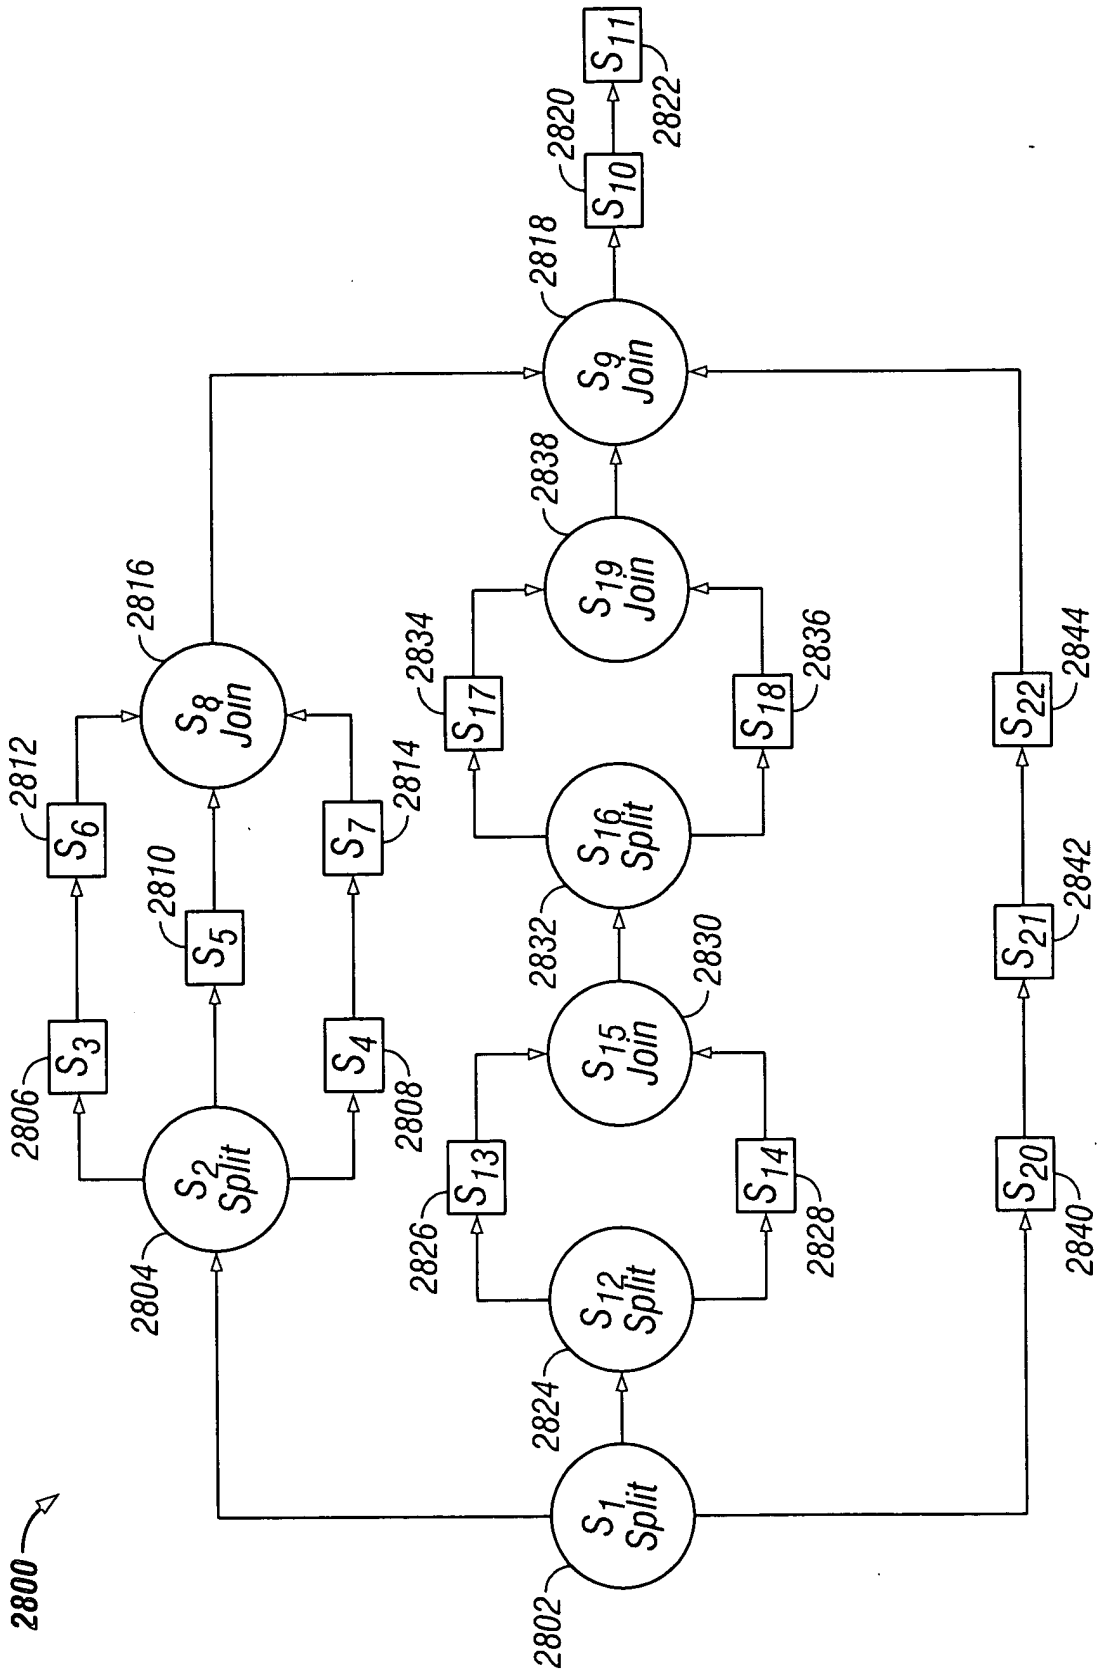 2800
2802
S1
Split
2804
S2
Split
2806
S3
2812
S6
2810
S5
2808
S4
2814
S7
2816
S8
Join
2824
S12
Split
2826
S13
2828
S14
2830
S15
Join
2832
S16
Split
2834
S17
2836
S18
2838
S19
Join
2840
S20
2842
S21
2844
S22
2818
S9
Join
2820
S10
2822
S11